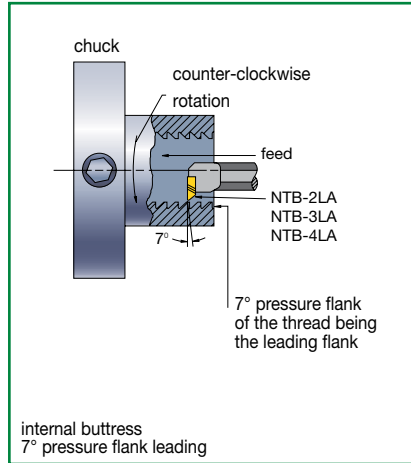 chuck
counter-clockwise
rotation
feed
NTB-2LA
NTB-3LA
NTB-4LA
7°
7° pressure flank
of the thread being
the leading flank
internal buttress
7° pressure flank leading